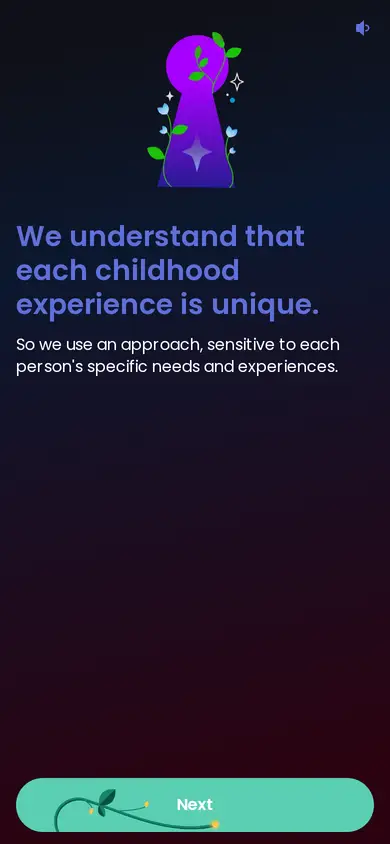 We understand that
each childhood
experience is unique.
So we use an approach, sensitive to each
person's specific needs and experiences.
Next